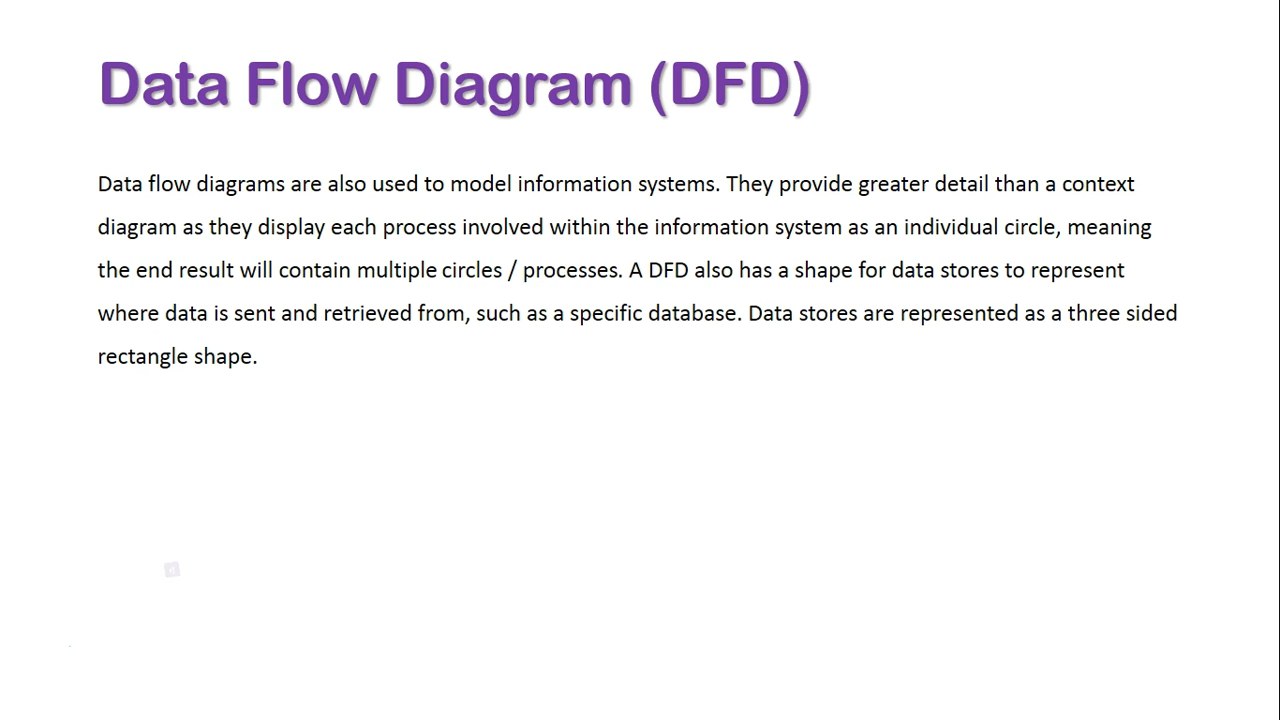 Data Flow Diagram (DFD)
Data flow diagrams are also used to model information systems. They provide greater detail than a context
diagram as they display each process involved within the information system as an individual circle, meaning
the end result will contain multiple circles / processes. A DFD also has a shape for data stores to represent
where data is sent and retrieved from, such as a specific database. Data stores are represented as a three sided
rectangle shape.